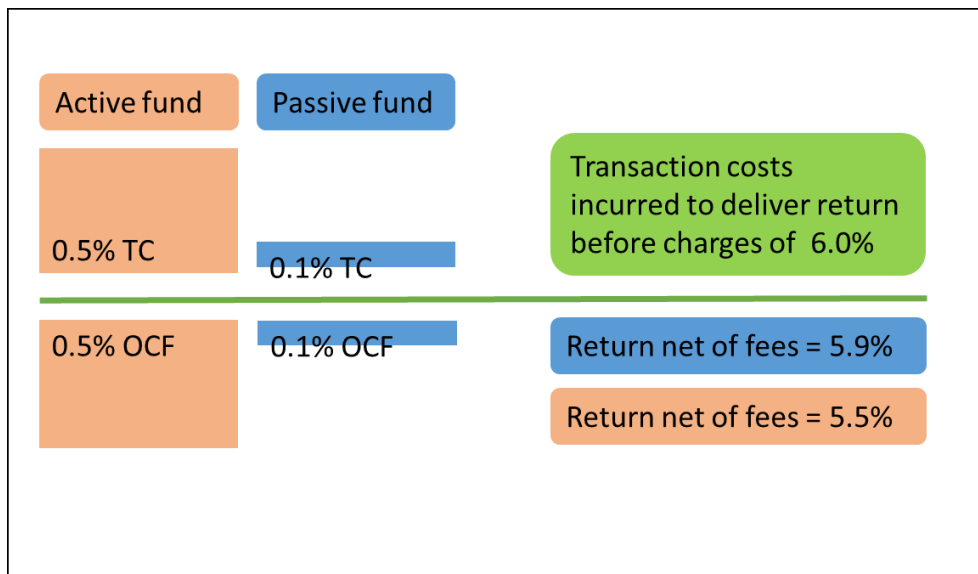 Active fund
Passive fund
0.5% TC
0.1% TC
Transaction costs
incurred to deliver return
before charges of  6.0%
0.5% OCF
0.1% OCF
Return net of fees = 5.9%
Return net of fees = 5.5%